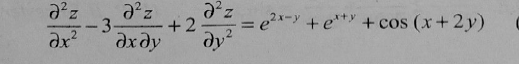 ∂²z/∂x² − 3 ∂²z/∂x∂y + 2 ∂²z/∂y² = e^{2x−y} + e^{x+y} + cos (x + 2y)